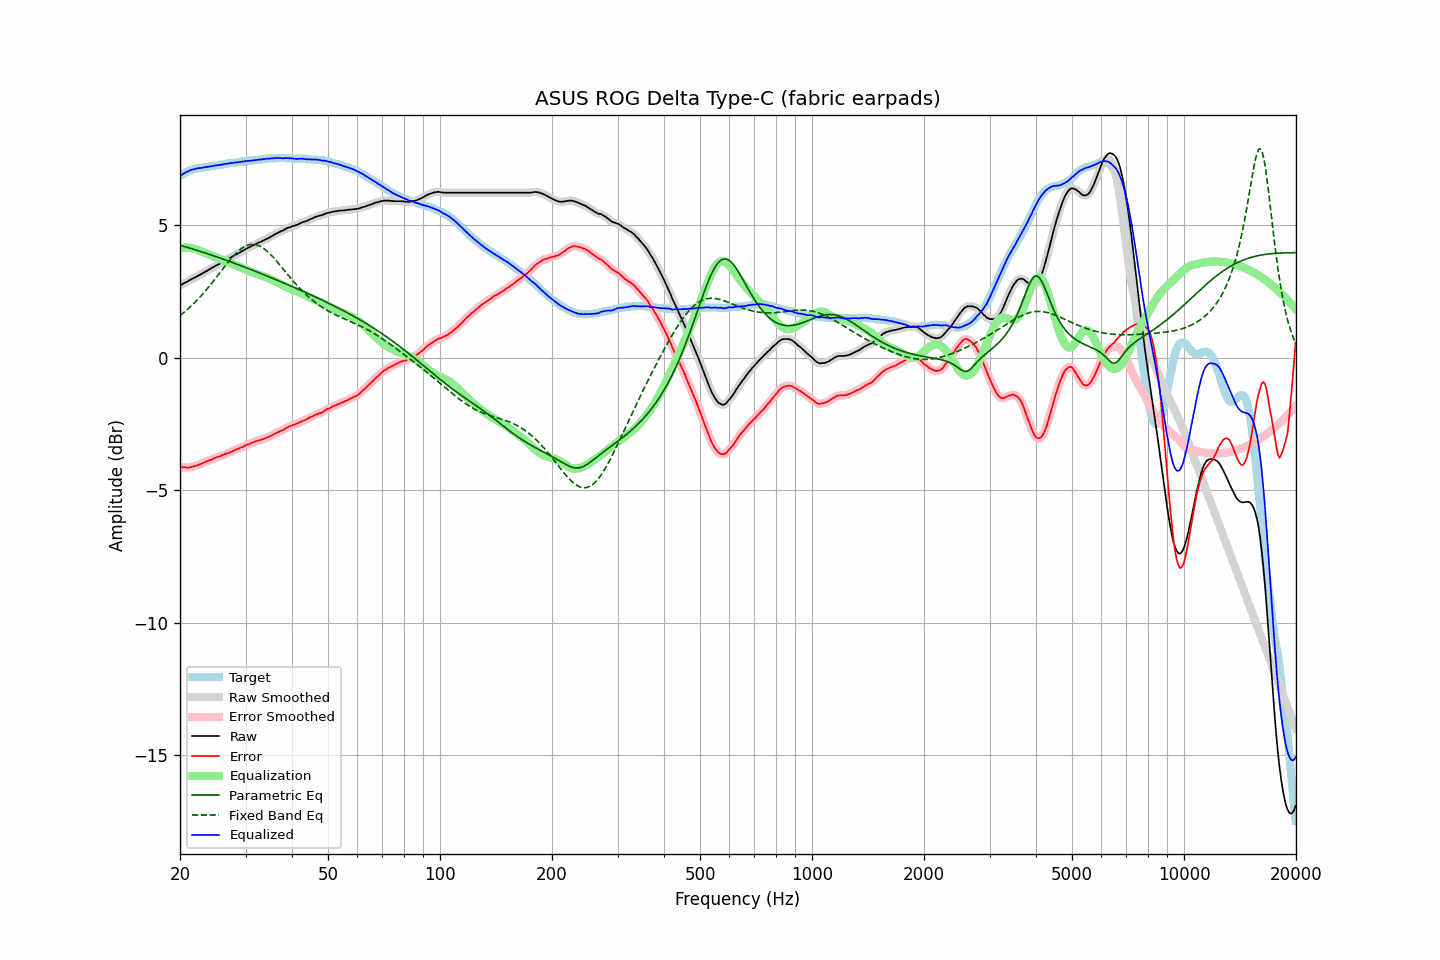 ASUS ROG Delta Type-C (fabric earpads)
Amplitude (dBr)
5
0
−5
−10
−15
Target
Raw Smoothed
Error Smoothed
Raw
Error
Equalization
Parametric Eq
Fixed Band Eq
Equalized
20
50
100
200
500
1000
2000
5000
10000
20000
Frequency (Hz)